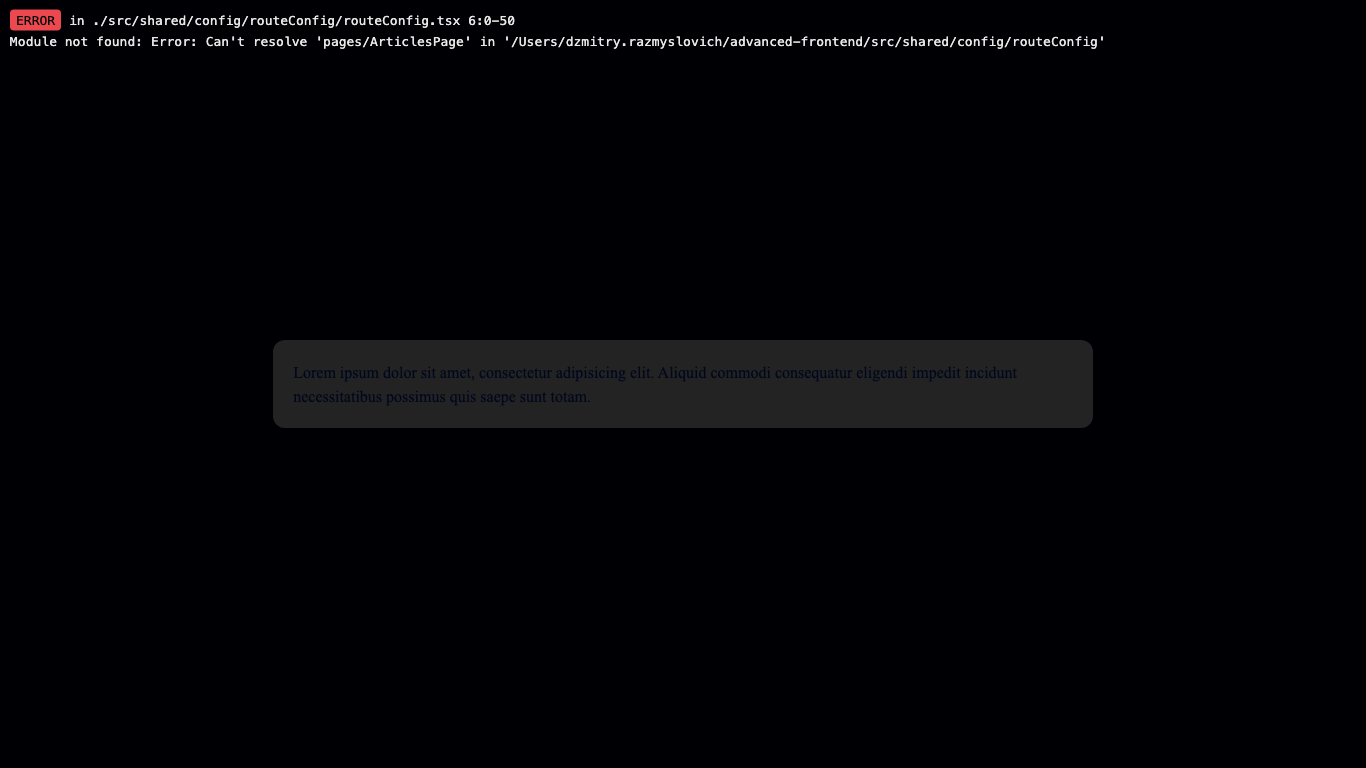 ERROR in ./src/shared/config/routeConfig/routeConfig.tsx 6:0-50
Module not found: Error: Can't resolve 'pages/ArticlesPage' in '/Users/dzmitry.razmyslovich/advanced-frontend/src/shared/config/routeConfig'
Lorem ipsum dolor sit amet, consectetur adipisicing elit. Aliquid commodi consequatur eligendi impedit incidunt
necessitatibus possimus quis saepe sunt totam.